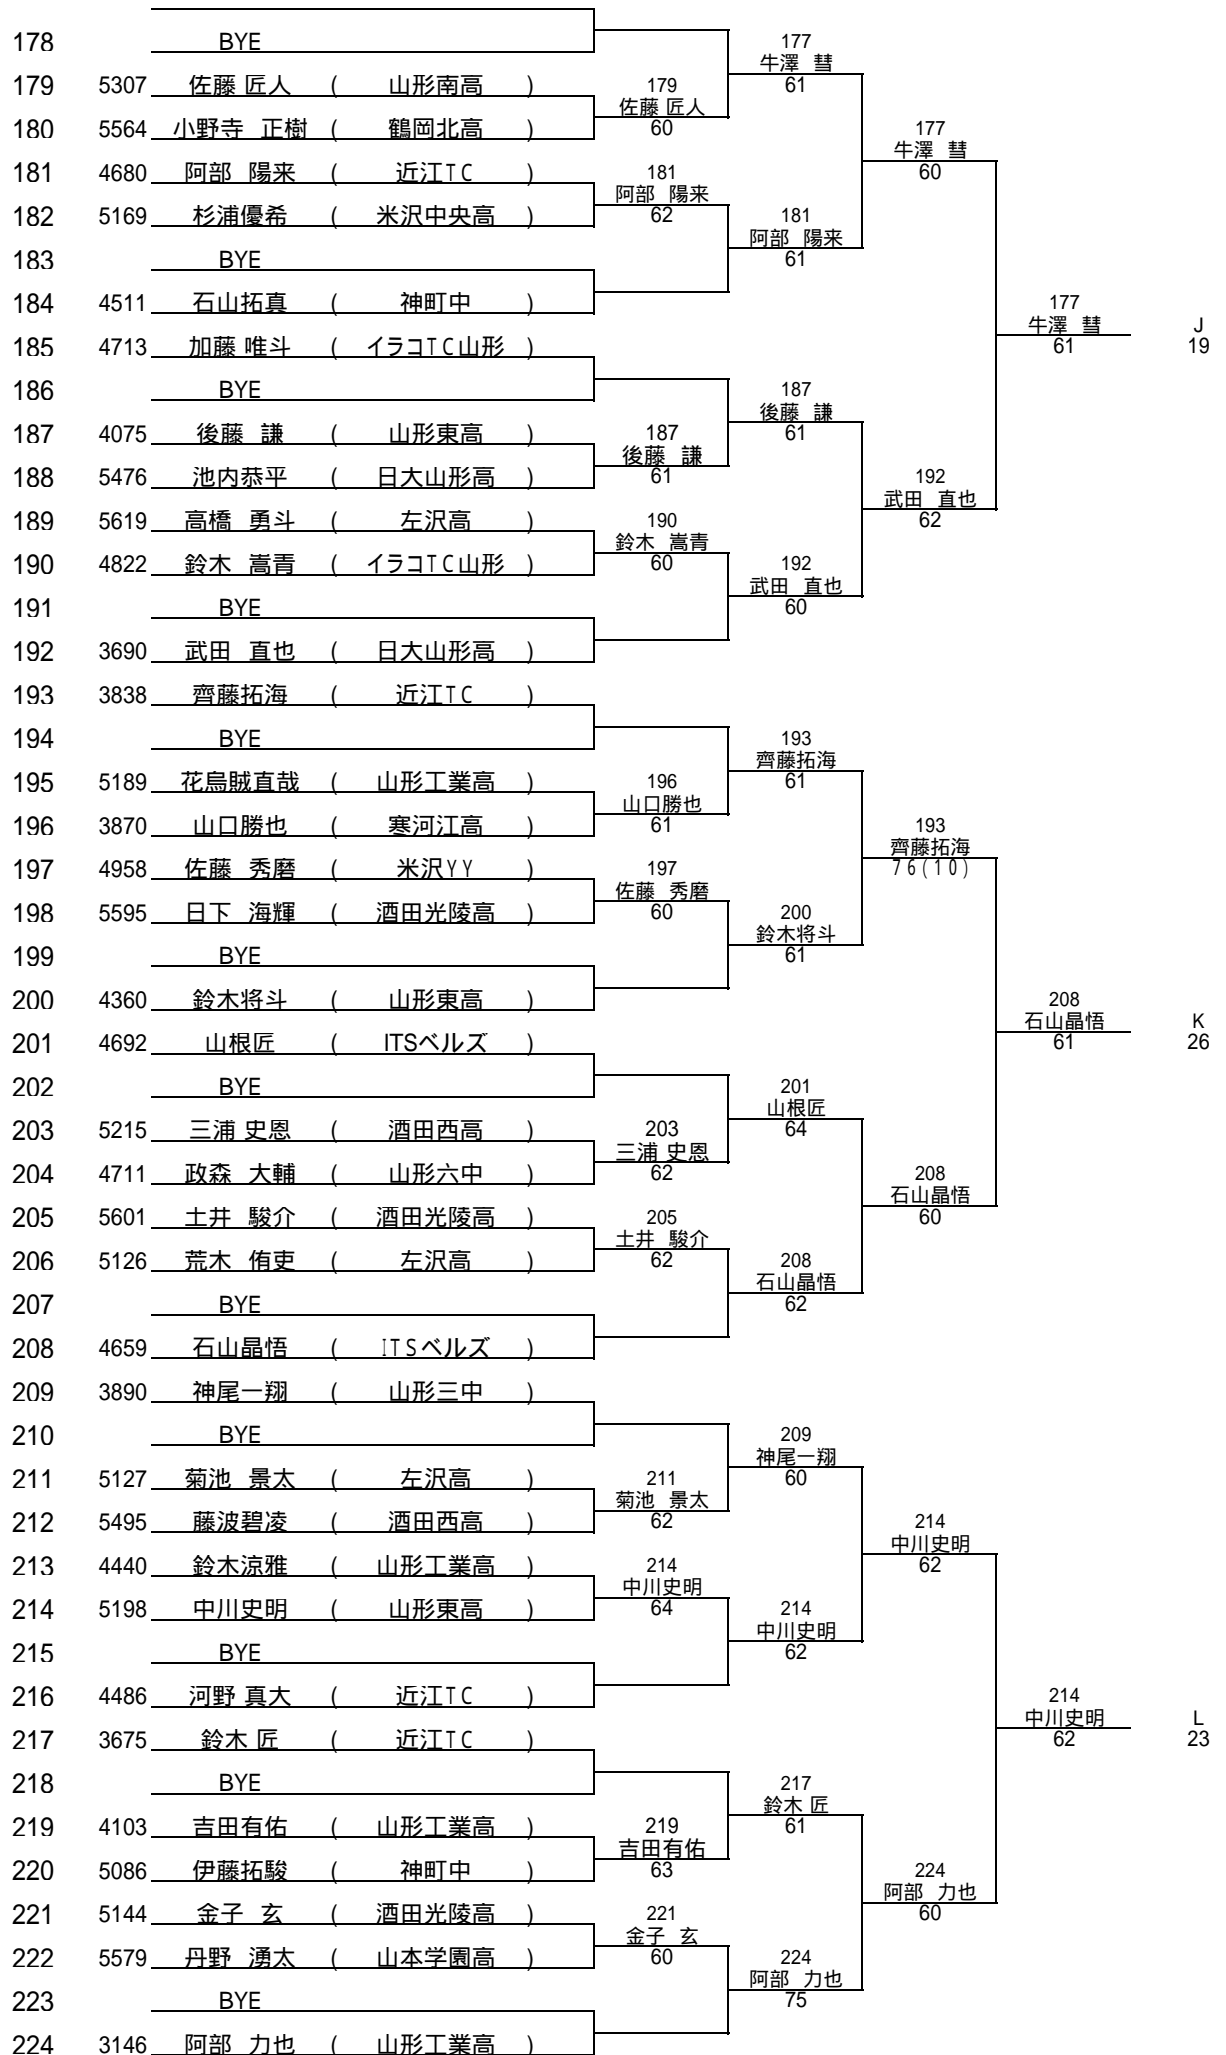 178 BYE
177
牛澤 彗
61
179 5307 佐藤 匠人 ( 山形南高 )
179
佐藤 匠人
60
180 5564 小野寺 正樹 ( 鶴岡北高 )
177
牛澤 彗
60
181 4680 阿部 陽来 ( 近江TC )
181
阿部 陽来
62
182 5169 杉浦優希 ( 米沢中央高 )
181
阿部 陽来
61
183 BYE
184 4511 石山拓真 ( 神町中 )
177
牛澤 彗
61
J
19
185 4713 加藤 唯斗 ( イラコTC山形 )
186 BYE
187
後藤 謙
61
187 4075 後藤 謙 ( 山形東高 )
187
後藤 謙
61
188 5476 池内恭平 ( 日大山形高 )
192
武田 直也
62
189 5619 高橋 勇斗 ( 左沢高 )
190
鈴木 嵩青
60
190 4822 鈴木 嵩青 ( イラコTC山形 )
192
武田 直也
60
191 BYE
192 3690 武田 直也 ( 日大山形高 )
193 3838 齊藤拓海 ( 近江TC )
194 BYE
193
齊藤拓海
61
195 5189 花烏賊直哉 ( 山形工業高 )
196
山口勝也
61
196 3870 山口勝也 ( 寒河江高 )
193
齊藤拓海
76(10)
197 4958 佐藤 秀磨 ( 米沢YY )
197
佐藤 秀磨
60
198 5595 日下 海輝 ( 酒田光陵高 )
200
鈴木将斗
61
199 BYE
200 4360 鈴木将斗 ( 山形東高 )
208
石山晶悟
61
K
26
201 4692 山根匠 ( ITSベルズ )
202 BYE
201
山根匠
64
203 5215 三浦 史恩 ( 酒田西高 )
203
三浦 史恩
62
204 4711 政森 大輔 ( 山形六中 )
208
石山晶悟
60
205 5601 土井 駿介 ( 酒田光陵高 )
205
土井 駿介
62
206 5126 荒木 侑吏 ( 左沢高 )
208
石山晶悟
62
207 BYE
208 4659 石山晶悟 ( ITSベルズ )
209 3890 神尾一翔 ( 山形三中 )
210 BYE
209
神尾一翔
60
211 5127 菊池 景太 ( 左沢高 )
211
菊池 景太
62
212 5495 藤波碧凌 ( 酒田西高 )
214
中川史明
62
213 4440 鈴木涼雅 ( 山形工業高 )
214
中川史明
64
214 5198 中川史明 ( 山形東高 )
214
中川史明
62
215 BYE
216 4486 河野 真大 ( 近江TC )
214
中川史明
62
L
23
217 3675 鈴木 匠 ( 近江TC )
218 BYE
217
鈴木 匠
61
219 4103 吉田有佑 ( 山形工業高 )
219
吉田有佑
63
220 5086 伊藤拓駿 ( 神町中 )
224
阿部 力也
60
221 5144 金子 玄 ( 酒田光陵高 )
221
金子 玄
60
222 5579 丹野 湧太 ( 山本学園高 )
224
阿部 力也
75
223 BYE
224 3146 阿部 力也 ( 山形工業高 )